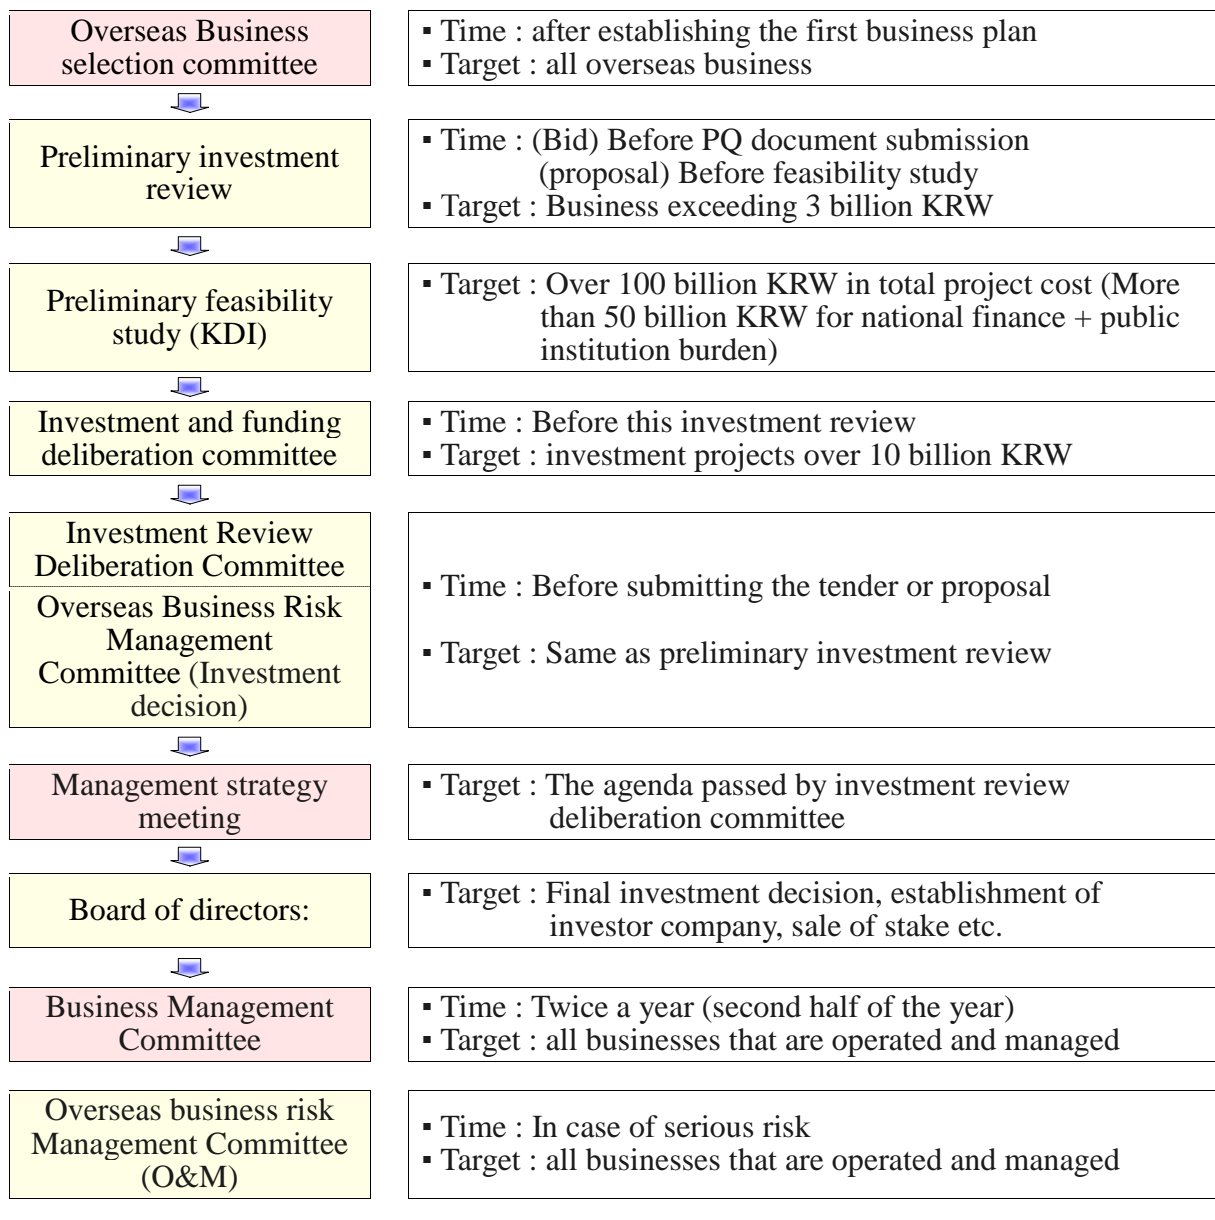 Overseas Business
selection committee
▪ Time : after establishing the first business plan
▪ Target : all overseas business
Preliminary investment
review
▪ Time : (Bid) Before PQ document submission
(proposal) Before feasibility study
▪ Target : Business exceeding 3 billion KRW
Preliminary feasibility
study (KDI)
▪ Target : Over 100 billion KRW in total project cost (More
than 50 billion KRW for national finance + public
institution burden)
Investment and funding
deliberation committee
▪ Time : Before this investment review
▪ Target : investment projects over 10 billion KRW
Investment Review
Deliberation Committee
Overseas Business Risk
Management
Committee (Investment
decision)
▪ Time : Before submitting the tender or proposal
▪ Target : Same as preliminary investment review
Management strategy
meeting
▪ Target : The agenda passed by investment review
deliberation committee
Board of directors:
▪ Target : Final investment decision, establishment of
investor company, sale of stake etc.
Business Management
Committee
▪ Time : Twice a year (second half of the year)
▪ Target : all businesses that are operated and managed
Overseas business risk
Management Committee
(O&M)
▪ Time : In case of serious risk
▪ Target : all businesses that are operated and managed